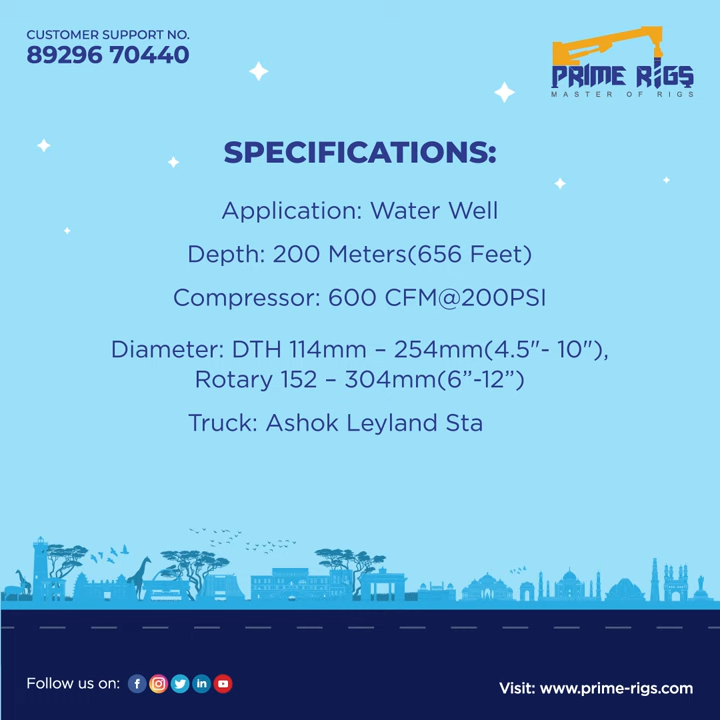 CUSTOMER SUPPORT NO.
89296 70440
PRIME RIGS
MASTER OF RIGS
SPECIFICATIONS:
Application: Water Well
Depth: 200 Meters(656 Feet)
Compressor: 600 CFM@200PSI
Diameter: DTH 114mm – 254mm(4.5"- 10"),
Rotary 152 – 304mm(6”-12”)
Truck: Ashok Leyland Sta
Follow us on:
Visit: www.prime-rigs.com